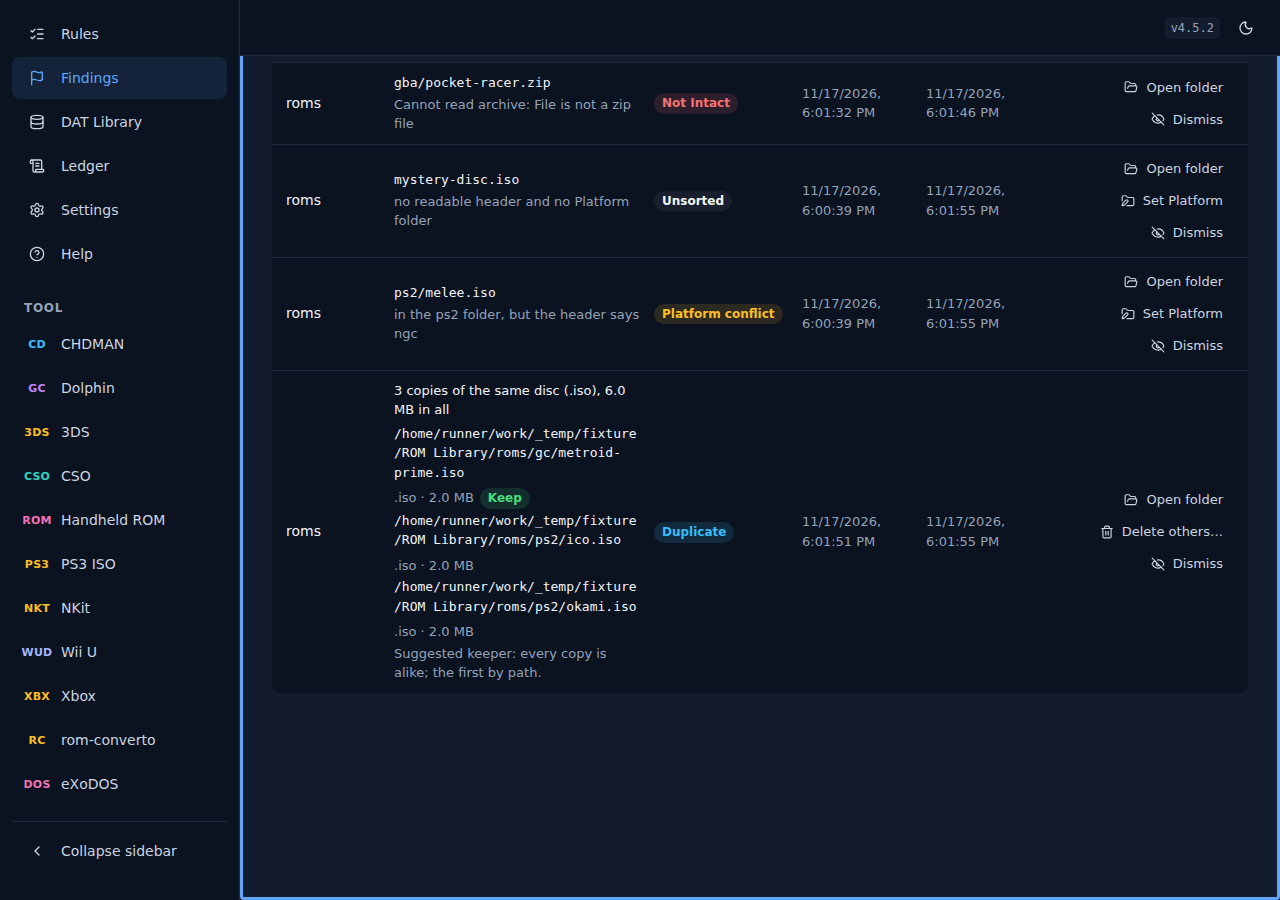 Rules
Findings
DAT Library
Ledger
Settings
Help
TOOL
CD CHDMAN
GC Dolphin
3DS 3DS
CSO CSO
ROM Handheld ROM
PS3 PS3 ISO
NKT NKit
WUD Wii U
XBX Xbox
RC rom-converto
DOS eXoDOS
Collapse sidebar
v4.5.2
roms
gba/pocket-racer.zip
Cannot read archive: File is not a zip
file
Not Intact
11/17/2026,
6:01:32 PM
11/17/2026,
6:01:46 PM
Open folder
Dismiss
roms
mystery-disc.iso
no readable header and no Platform
folder
Unsorted
11/17/2026,
6:00:39 PM
11/17/2026,
6:01:55 PM
Open folder
Set Platform
Dismiss
roms
ps2/melee.iso
in the ps2 folder, but the header says
ngc
Platform conflict
11/17/2026,
6:00:39 PM
11/17/2026,
6:01:55 PM
Open folder
Set Platform
Dismiss
roms
3 copies of the same disc (.iso), 6.0
MB in all
/home/runner/work/_temp/fixture
/ROM Library/roms/gc/metroid-
prime.iso
.iso · 2.0 MB Keep
/home/runner/work/_temp/fixture
/ROM Library/roms/ps2/ico.iso
.iso · 2.0 MB
/home/runner/work/_temp/fixture
/ROM Library/roms/ps2/okami.iso
.iso · 2.0 MB
Suggested keeper: every copy is
alike; the first by path.
Duplicate
11/17/2026,
6:01:51 PM
11/17/2026,
6:01:55 PM
Open folder
Delete others…
Dismiss